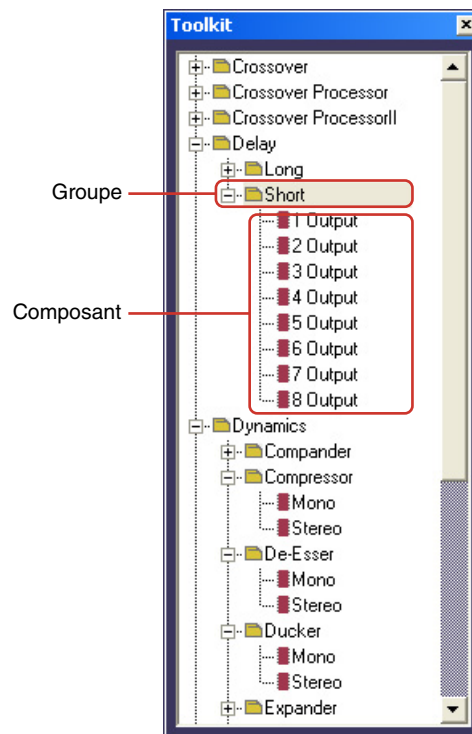 Toolkit
Crossover
Crossover Processor
Crossover ProcessorII
Delay
Long
Groupe
Short
1 Output
2 Output
3 Output
Composant
4 Output
5 Output
6 Output
7 Output
8 Output
Dynamics
Compander
Compressor
Mono
Stereo
De-Esser
Mono
Stereo
Ducker
Mono
Stereo
Expander